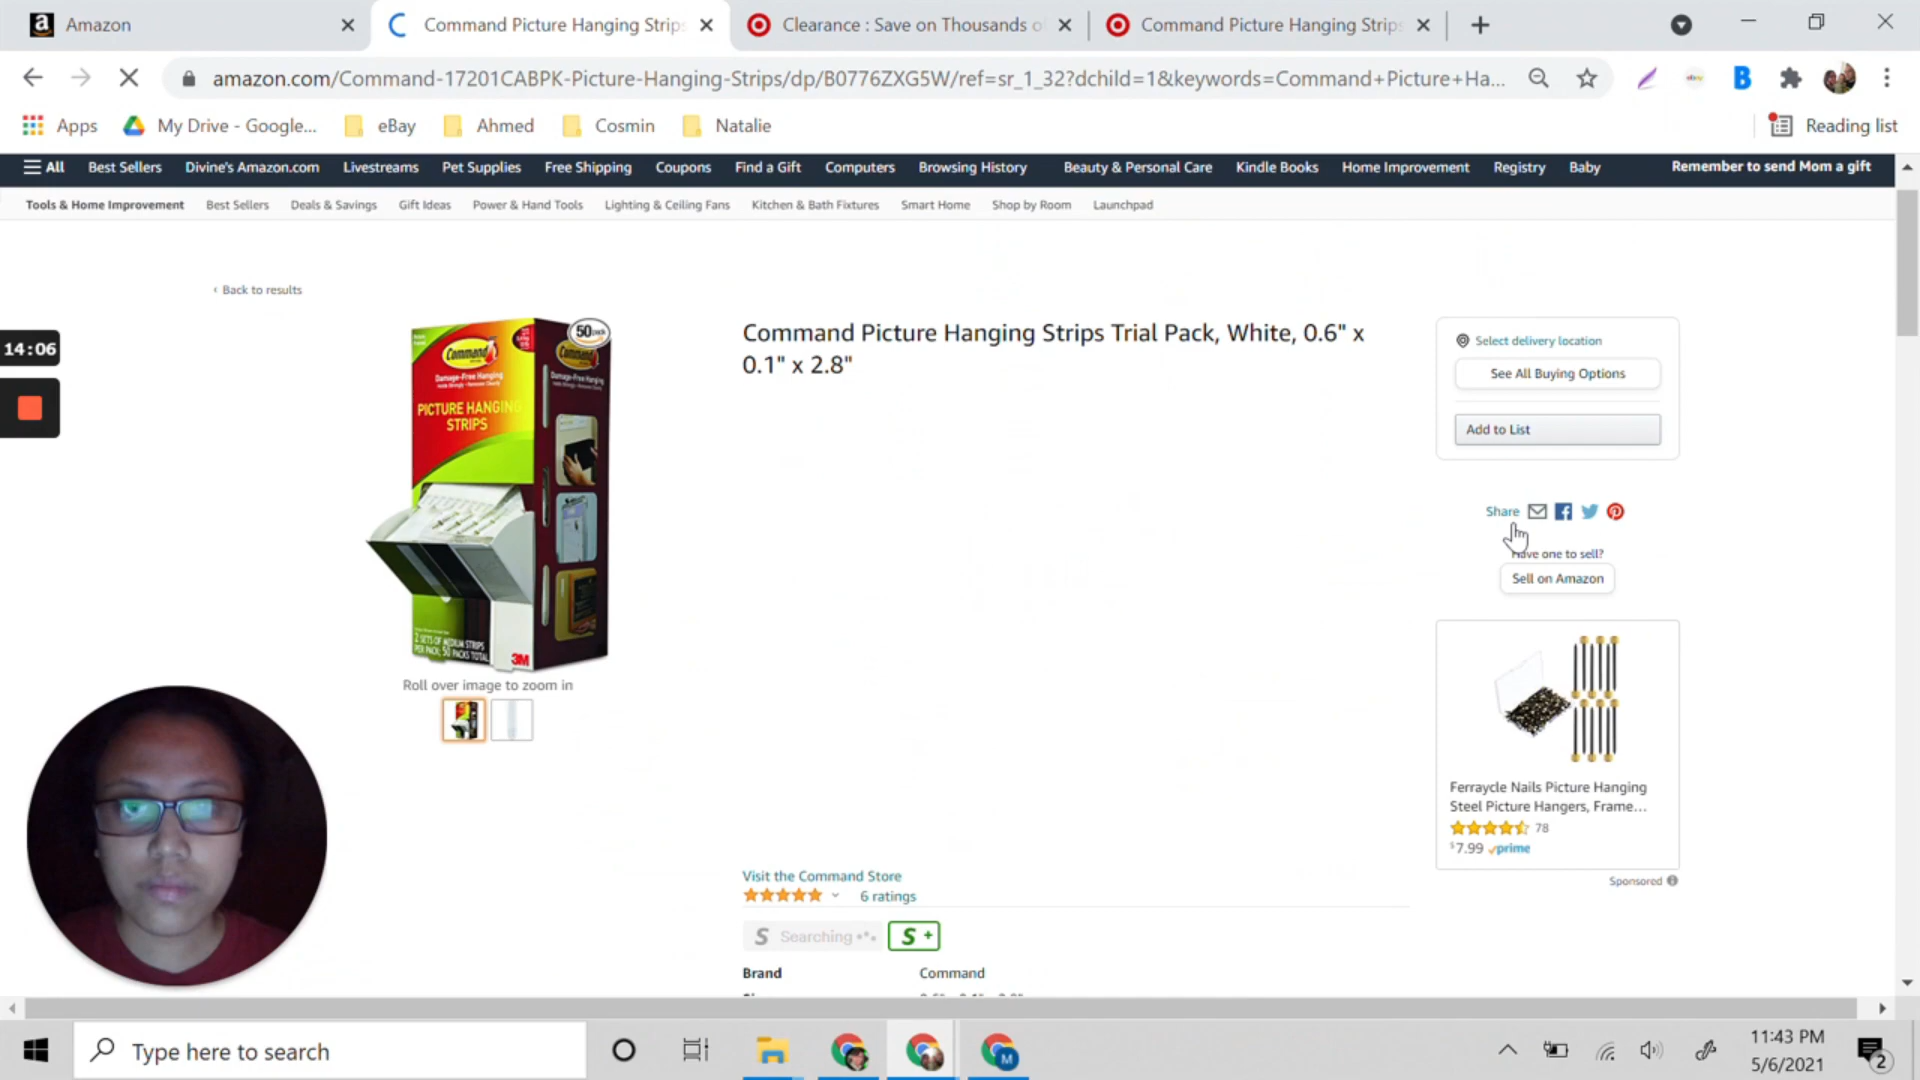 Amazon
Command Picture Hanging Strips
Clearance : Save on Thousands o
Command Picture Hanging Strips
amazon.com/Command-17201CABPK-Picture-Hanging-Strips/dp/B0776ZXG5W/ref=sr_1_32?dchild=1&keywords=Command+Picture+Ha...
Apps
My Drive - Google...
eBay
Ahmed
Cosmin
Natalie
Reading list
All Best Sellers Divine's Amazon.com Livestreams Pet Supplies Free Shipping Coupons Find a Gift Computers Browsing History Beauty & Personal Care Kindle Books Home Improvement Registry Baby Remember to send Mom a gift
Tools & Home Improvement Best Sellers Deals & Savings Gift Ideas Power & Hand Tools Lighting & Ceiling Fans Kitchen & Bath Fixtures Smart Home Shop by Room Launchpad
‹ Back to results
14:06
50 pack
Command
Damage-Free Hanging
PICTURE HANGING
STRIPS
2 SETS OF MEDIUM STRIPS
PER PACK; 50 PACKS TOTAL
3M
Roll over image to zoom in
Command Picture Hanging Strips Trial Pack, White, 0.6" x
0.1" x 2.8"
Visit the Command Store
6 ratings
S Searching
S +
Brand Command
Select delivery location
See All Buying Options
Add to List
Share
Have one to sell?
Sell on Amazon
Ferraycle Nails Picture Hanging
Steel Picture Hangers, Frame...
78
$7.99 prime
Sponsored
Type here to search
M
11:43 PM
5/6/2021
2